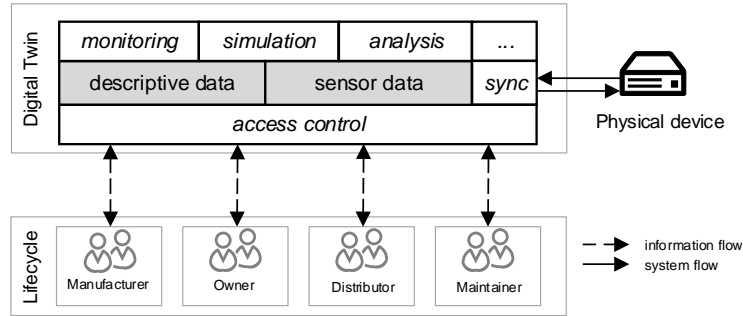 Digital Twin
monitoring simulation analysis ...
descriptive data sensor data sync
access control
Physical device
Lifecycle
Manufacturer Owner Distributor Maintainer
information flow
system flow